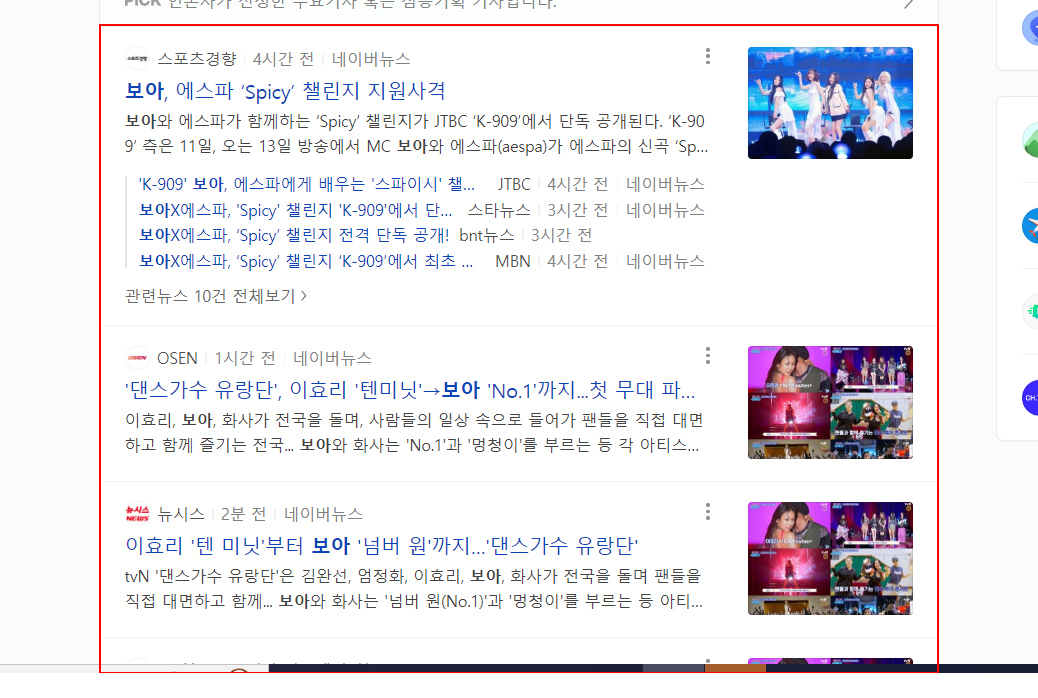 PICK 언론사가 선정한 주요기사 혹은 심층기획 기사입니다.
스포츠경향 4시간 전 네이버뉴스
보아, 에스파 ‘Spicy’ 챌린지 지원사격
보아와 에스파가 함께하는 ‘Spicy’ 챌린지가 JTBC ‘K-909’에서 단독 공개된다. ‘K-90
9’ 측은 11일, 오는 13일 방송에서 MC 보아와 에스파(aespa)가 에스파의 신곡 ‘Sp...
'K-909' 보아, 에스파에게 배우는 '스파이시' 챌... JTBC 4시간 전 네이버뉴스
보아X에스파, 'Spicy' 챌린지 'K-909'에서 단... 스타뉴스 3시간 전 네이버뉴스
보아X에스파, ‘Spicy’ 챌린지 전격 단독 공개! bnt뉴스 3시간 전
보아X에스파, ‘Spicy’ 챌린지 ‘K-909’에서 최초 ... MBN 4시간 전 네이버뉴스
관련뉴스 10건 전체보기 >
OSEN 1시간 전 네이버뉴스
'댄스가수 유랑단', 이효리 '텐미닛'→보아 'No.1'까지...첫 무대 파...
이효리, 보아, 화사가 전국을 돌며, 사람들의 일상 속으로 들어가 팬들을 직접 대면
하고 함께 즐기는 전국... 보아와 화사는 'No.1'과 '멍청이'를 부르는 등 각 아티스...
뉴시스 NEWSIS 뉴시스 2분 전 네이버뉴스
이효리 '텐 미닛'부터 보아 '넘버 원'까지…'댄스가수 유랑단'
tvN '댄스가수 유랑단'은 김완선, 엄정화, 이효리, 보아, 화사가 전국을 돌며 팬들을
직접 대면하고 함께... 보아와 화사는 '넘버 원(No.1)'과 '멍청이'를 부르는 등 아티...